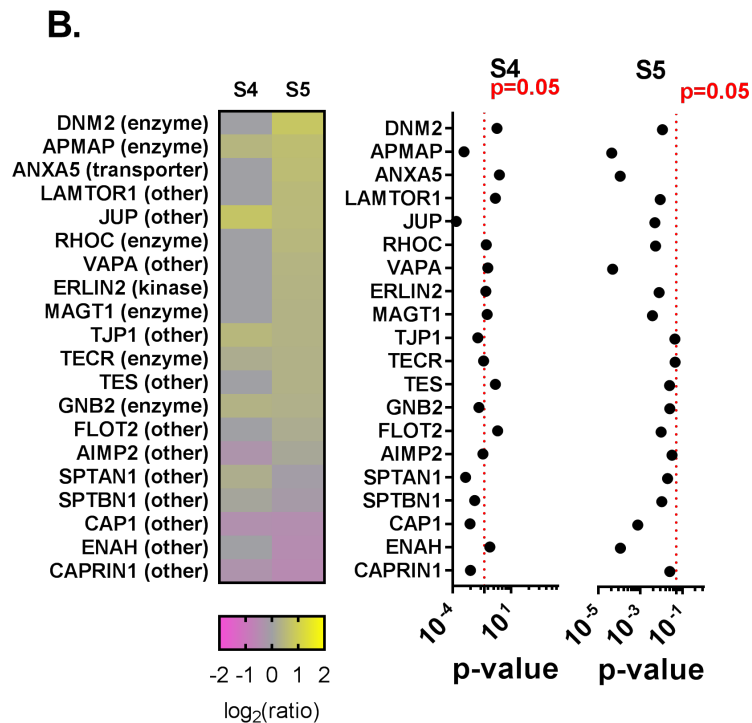 B.
S4 S5
DNM2 (enzyme)
APMAP (enzyme)
ANXA5 (transporter)
LAMTOR1 (other)
JUP (other)
RHOC (enzyme)
VAPA (other)
ERLIN2 (kinase)
MAGT1 (enzyme)
TJP1 (other)
TECR (enzyme)
TES (other)
GNB2 (enzyme)
FLOT2 (other)
AIMP2 (other)
SPTAN1 (other)
SPTBN1 (other)
CAP1 (other)
ENAH (other)
CAPRIN1 (other)
-2 -1 0 1 2
log2(ratio)
S4 S5
p=0.05 p=0.05
DNM2
APMAP
ANXA5
LAMTOR1
JUP
RHOC
VAPA
ERLIN2
MAGT1
TJP1
TECR
TES
GNB2
FLOT2
AIMP2
SPTAN1
SPTBN1
CAP1
ENAH
CAPRIN1
10-4 101 10-5 10-3 10-1
p-value p-value